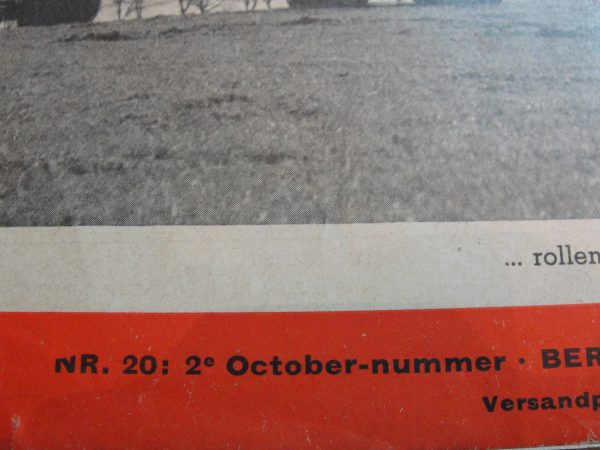 ... rollen
NR. 20: 2e October-nummer · BER
Versandp